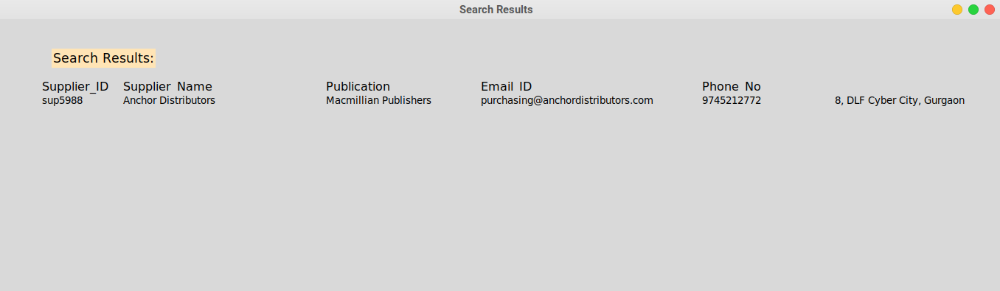 Search Results
Search Results:
Supplier_ID Supplier Name Publication Email ID Phone No
sup5988 Anchor Distributors Macmillian Publishers purchasing@anchordistributors.com 9745212772 8, DLF Cyber City, Gurgaon